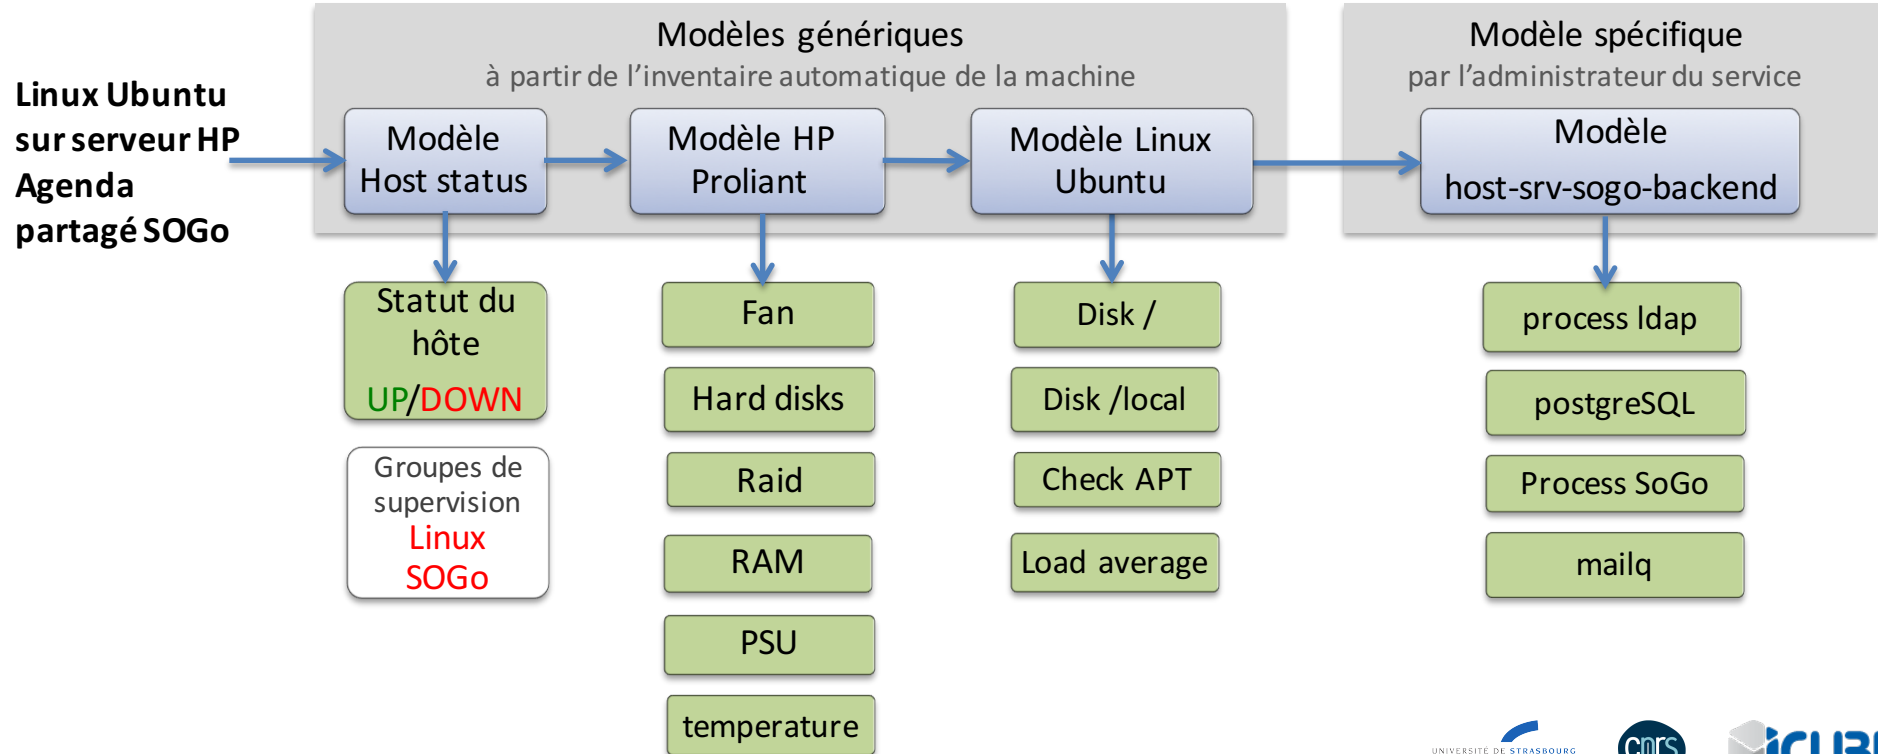 Linux Ubuntu
sur serveur HP
Agenda
partagé SOGo
Modèles génériques
à partir de l’inventaire automatique de la machine
Modèle
Host status
Modèle HP
Proliant
Modèle Linux
Ubuntu
Modèle spécifique
par l’administrateur du service
Modèle
host-srv-sogo-backend
Statut du
hôte
UP/DOWN
Groupes de
supervision
Linux
SOGo
Fan
Hard disks
Raid
RAM
PSU
temperature
Disk /
Disk /local
Check APT
Load average
process ldap
postgreSQL
Process SoGo
mailq
UNIVERSITÉ DE STRASBOURG
cnrs
iCUBE